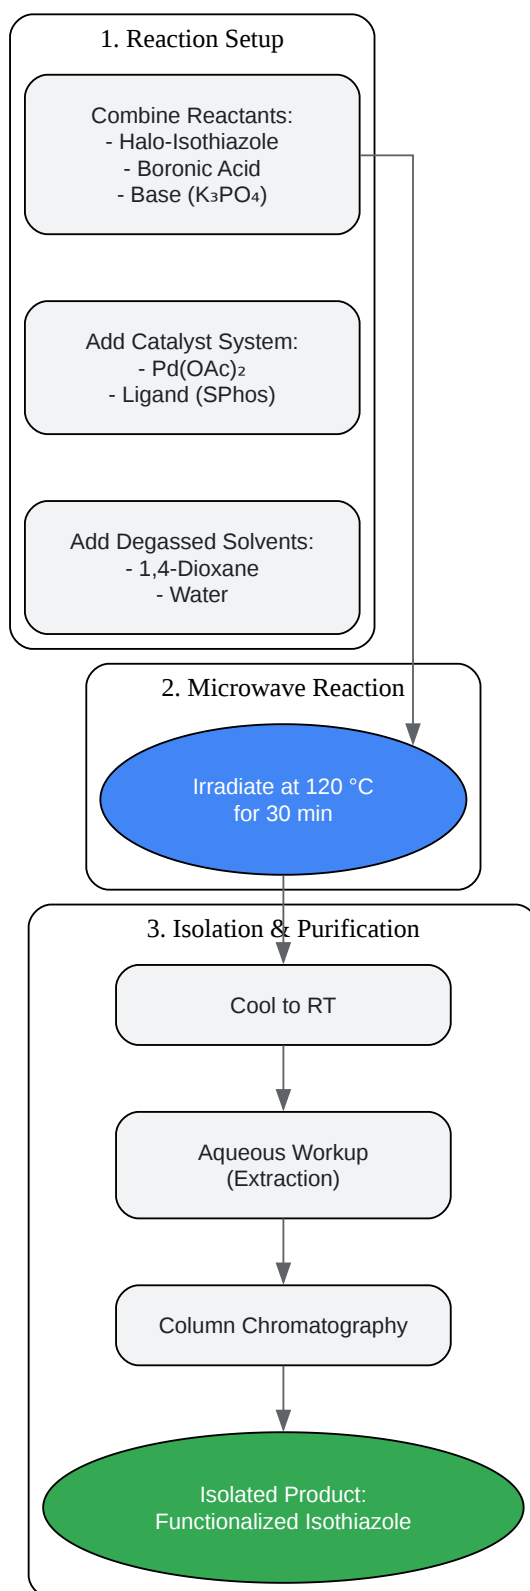 1. Reaction Setup
Combine Reactants:
- Halo-Isothiazole
- Boronic Acid
- Base (K₃PO₄)
Add Catalyst System:
- Pd(OAc)₂
- Ligand (SPhos)
Add Degassed Solvents:
- 1,4-Dioxane
- Water
2. Microwave Reaction
Irradiate at 120 °C
for 30 min
3. Isolation & Purification
Cool to RT
Aqueous Workup
(Extraction)
Column Chromatography
Isolated Product:
Functionalized Isothiazole